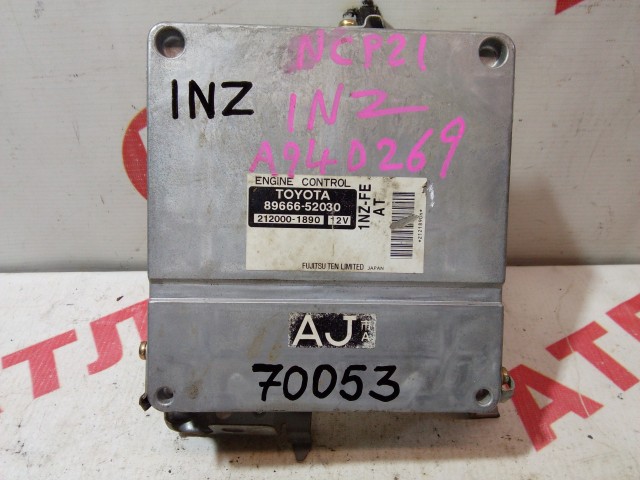 NCP21
1NZ
1NZ
A94D269
ENGINE CONTROL
TOYOTA
89666-52030
212000-1890 12V
1NZ-FE
AT
FUJITSU TEN LIMITED JAPAN
AJ
70053